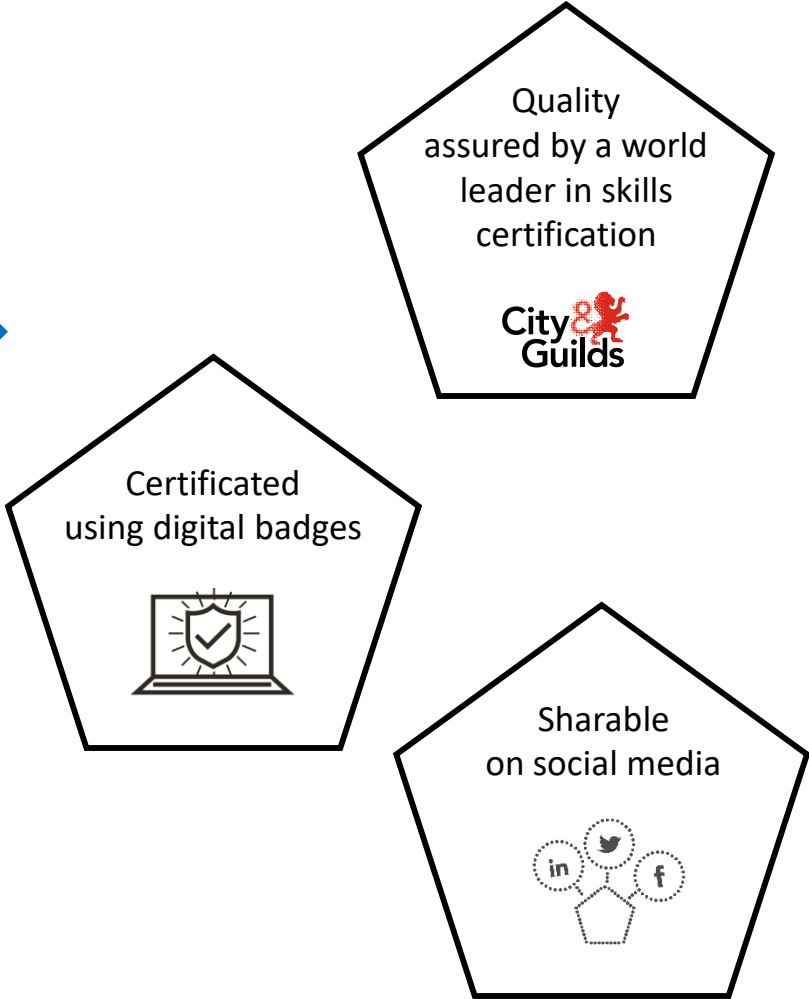 Quality
assured by a world
leader in skills
certification
City&
Guilds
Certificated
using digital badges
Sharable
on social media
in
f